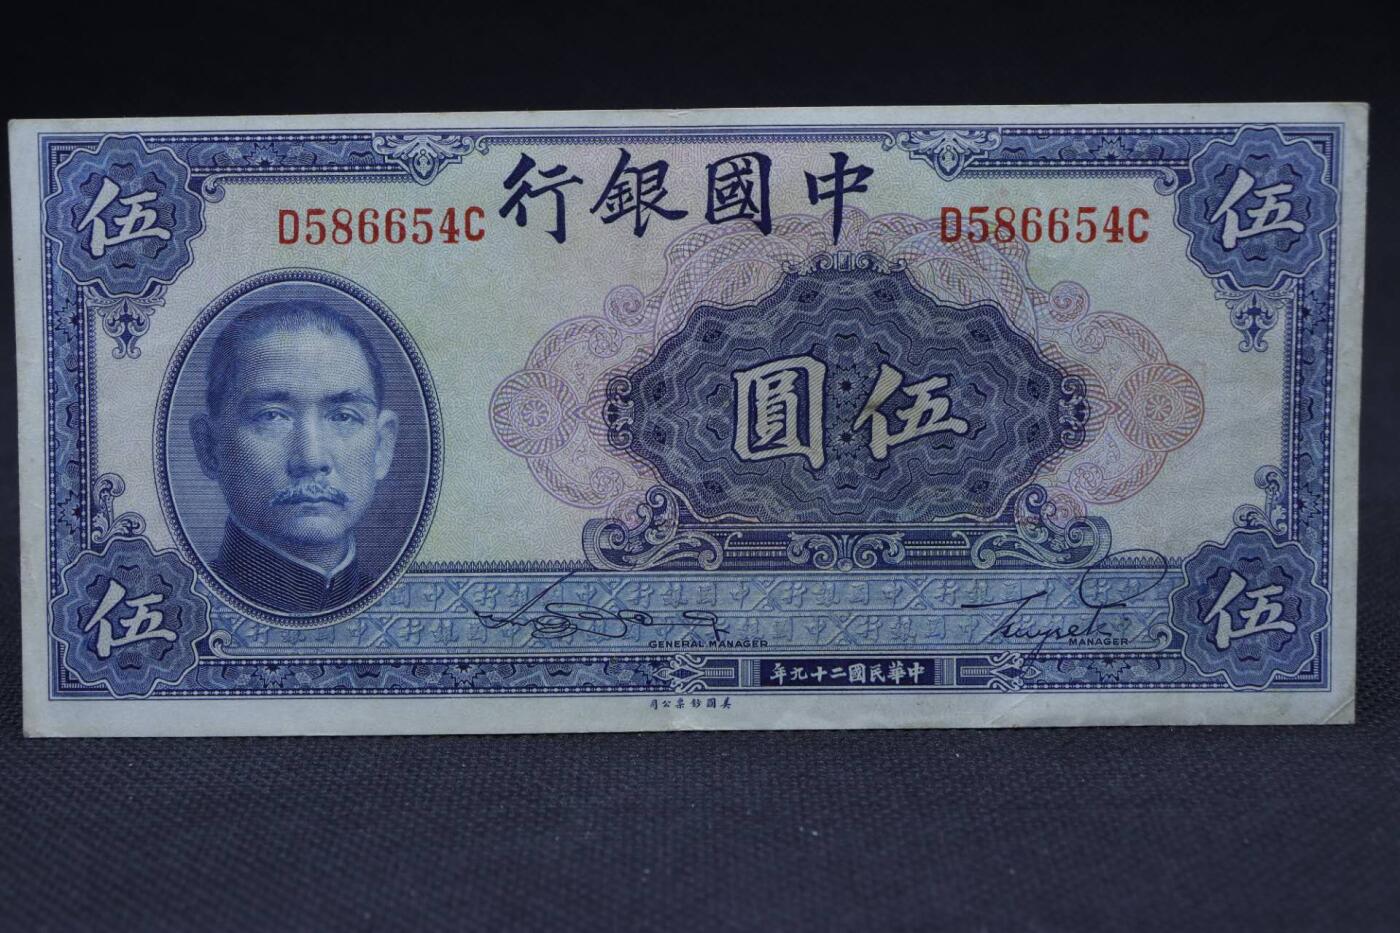 中國銀行
D586654C
D586654C
伍
伍
伍圓
伍
伍
GENERAL MANAGER
MANAGER
中華民國二十九年
美國鈔票公司